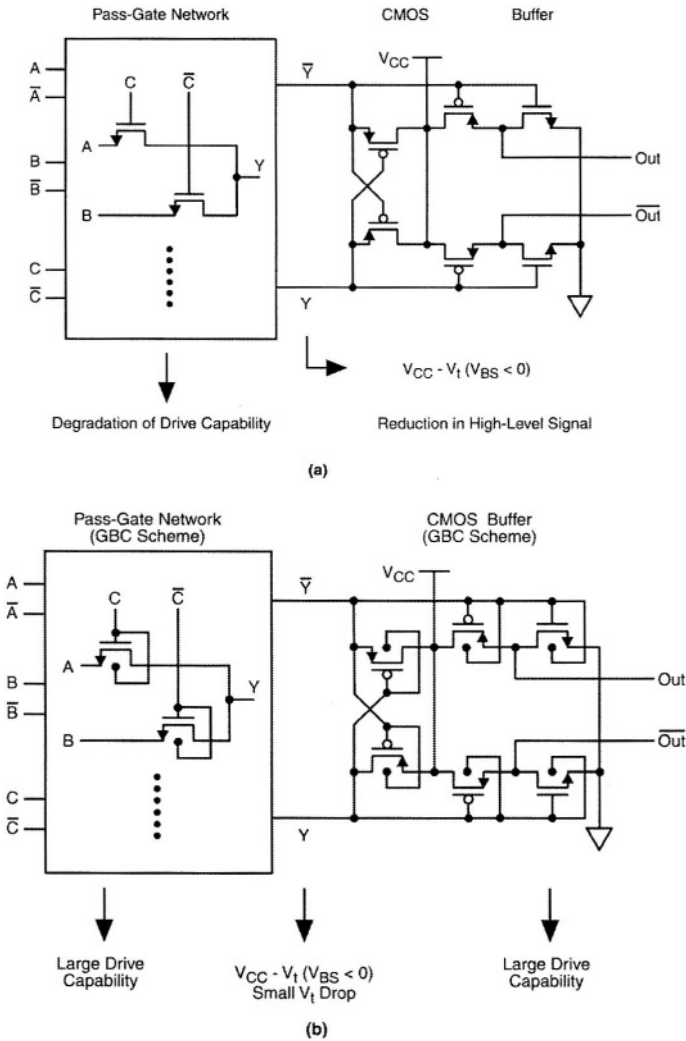 Pass-Gate Network
CMOS
Buffer
A
A̅
B
B̅
C
C̅
C
C̅
A
B
Y
Y̅
Y
V_CC
Out
O̅u̅t̅
V_CC - V_t (V_BS < 0)
Degradation of Drive Capability
Reduction in High-Level Signal
(a)
Pass-Gate Network
(GBC Scheme)
CMOS Buffer
(GBC Scheme)
A
A̅
B
B̅
C
C̅
C
C̅
A
B
Y
Y̅
Y
V_CC
Out
O̅u̅t̅
Large Drive
Capability
V_CC - V_t (V_BS < 0)
Small V_t Drop
Large Drive
Capability
(b)